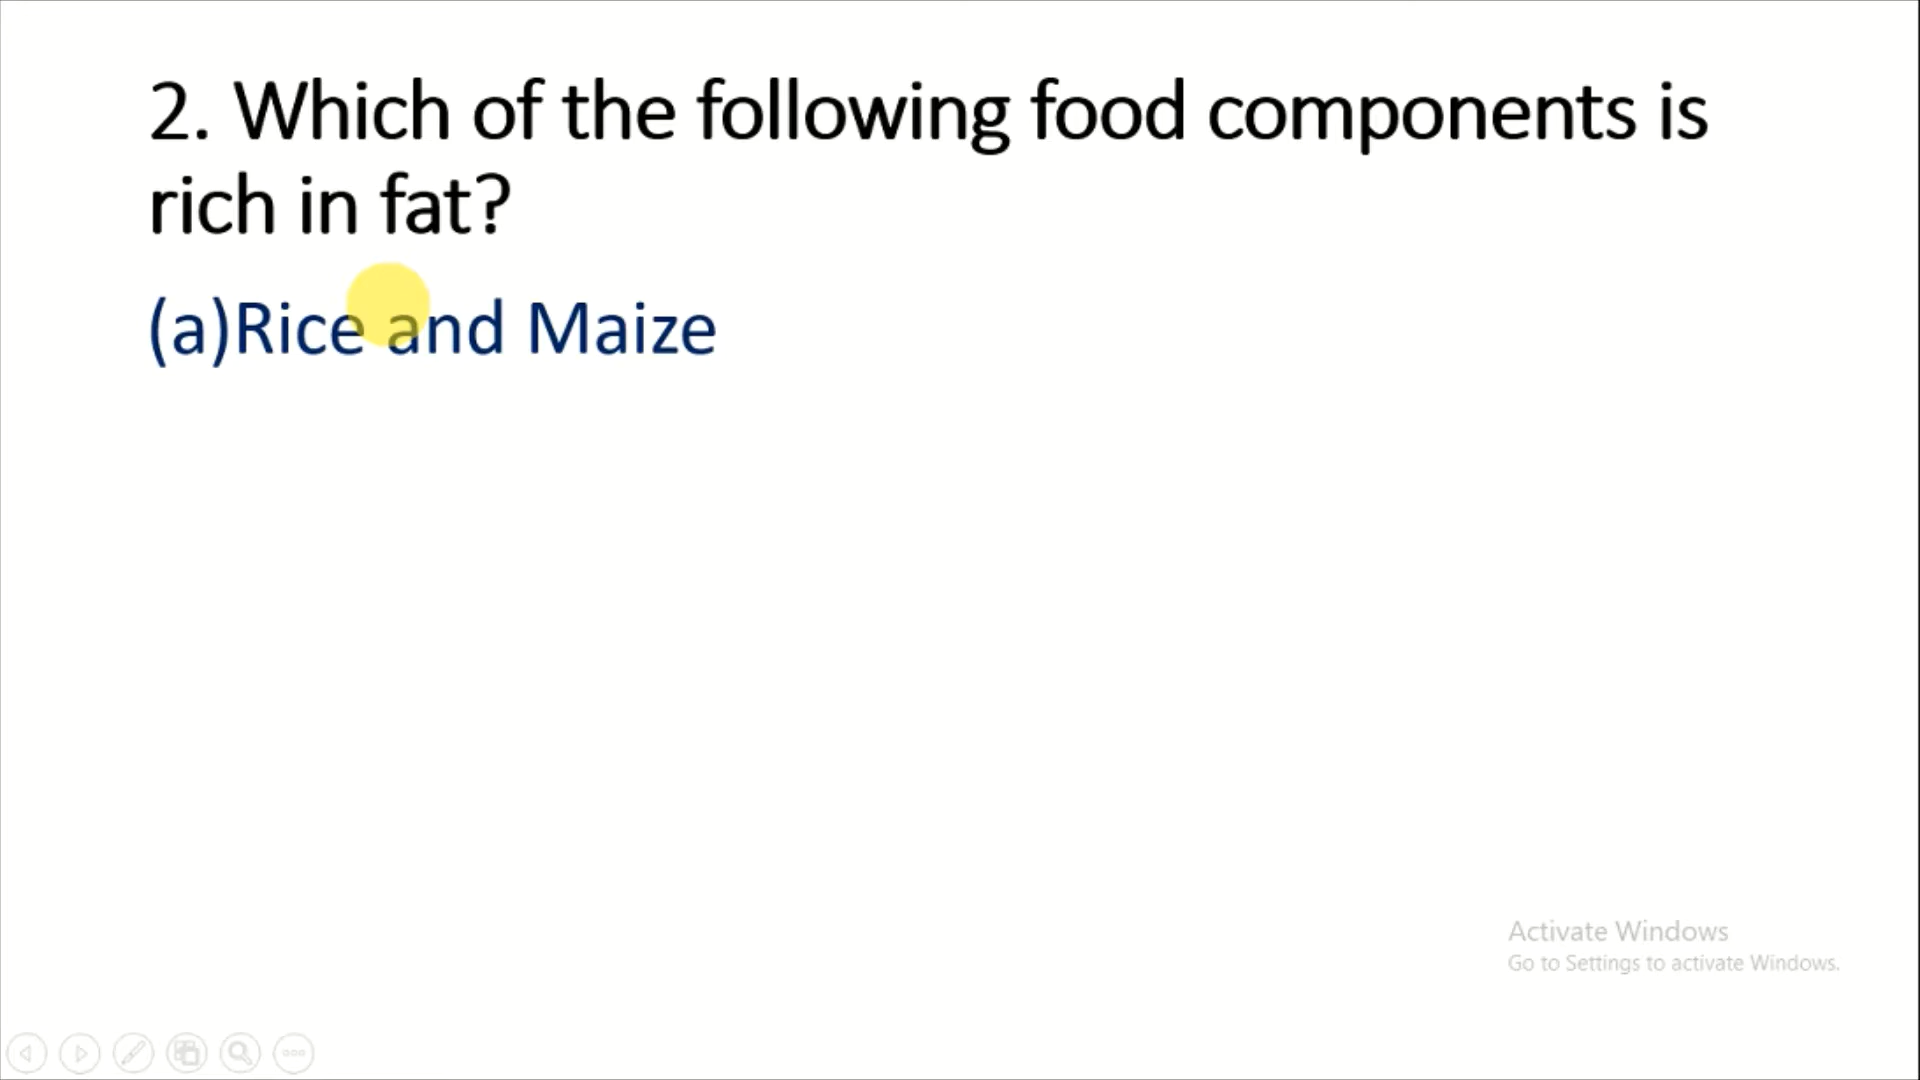 2. Which of the following food components is
rich in fat?
(a)Rice and Maize
Activate Windows
Go to Settings to activate Windows.